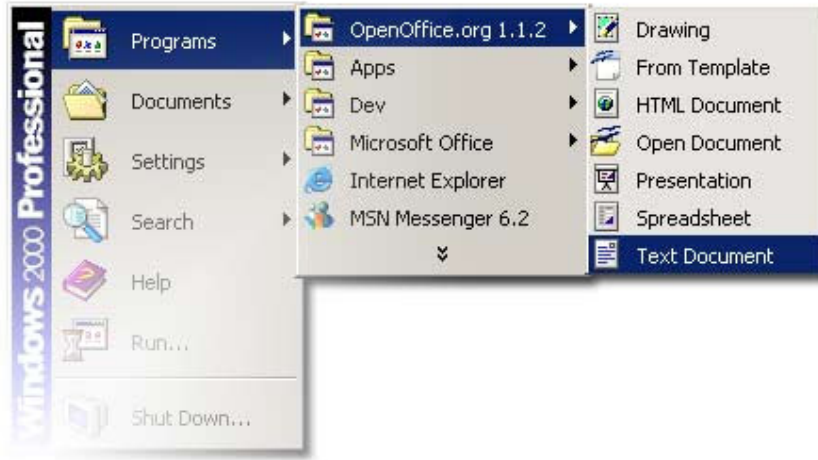 Windows 2000 Professional
Programs
Documents
Settings
Search
Help
Run...
Shut Down...
OpenOffice.org 1.1.2
Apps
Dev
Microsoft Office
Internet Explorer
MSN Messenger 6.2
Drawing
From Template
HTML Document
Open Document
Presentation
Spreadsheet
Text Document